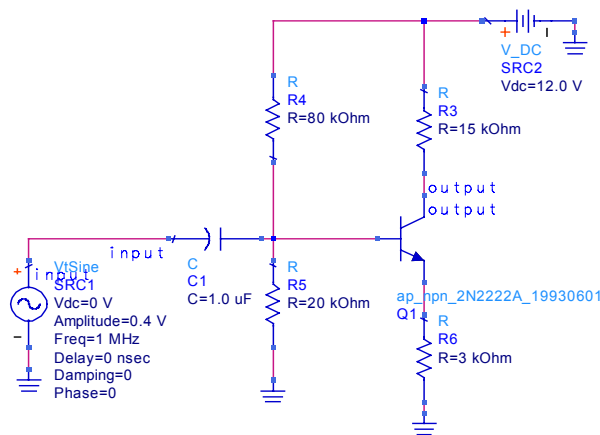 +
-
V_DC
SRC2
Vdc=12.0 V
R
R4
R=80 kOhm
R
R3
R=15 kOhm
output
output
input
C
C1
C=1.0 uF
R
R5
R=20 kOhm
ap_npn_2N2222A_19930601
Q1
R
R6
R=3 kOhm
+
input
-
VtSine
SRC1
Vdc=0 V
Amplitude=0.4 V
Freq=1 MHz
Delay=0 nsec
Damping=0
Phase=0